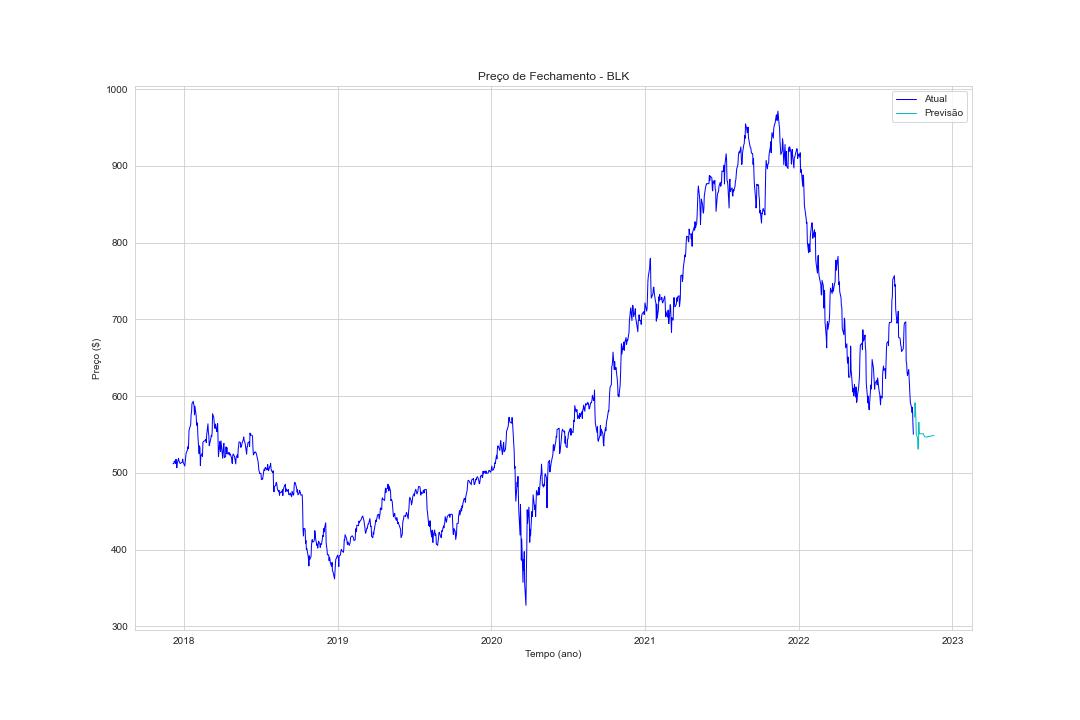 Preço de Fechamento - BLK
Atual
Previsão
Preço ($)
1000
900
800
700
600
500
400
300
2018
2019
2020
2021
2022
2023
Tempo (ano)